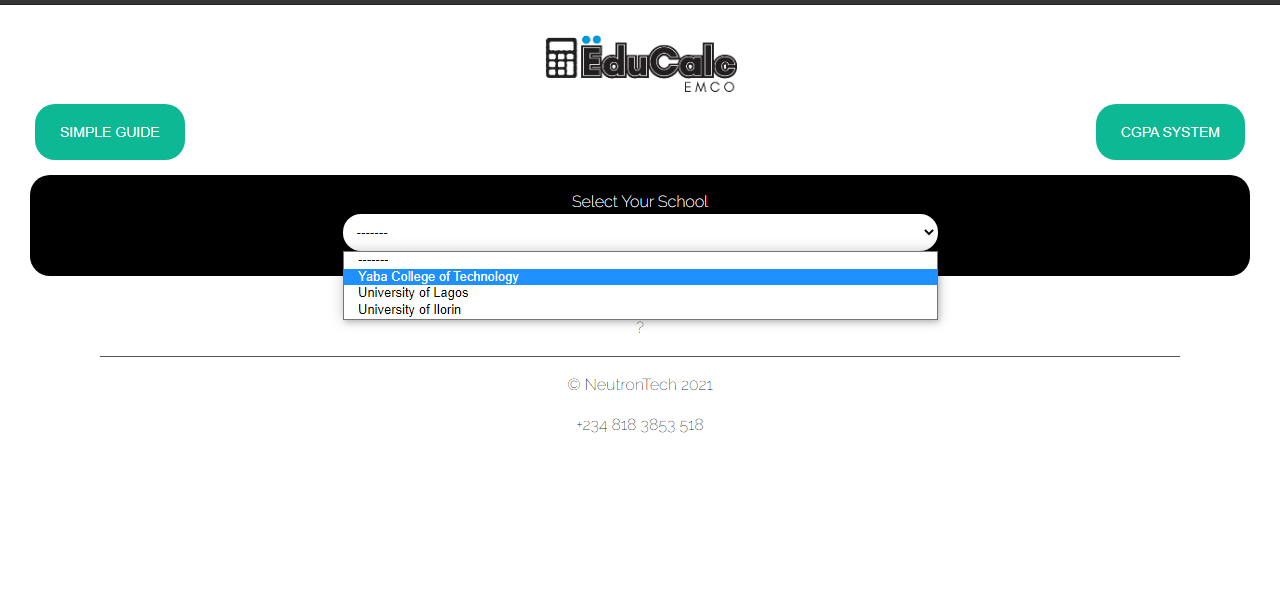 ËduCalc
EMCO
SIMPLE GUIDE
CGPA SYSTEM
Select Your School
-------
-------
Yaba College of Technology
University of Lagos
University of Ilorin
?
© NeutronTech 2021
+234 818 3853 518